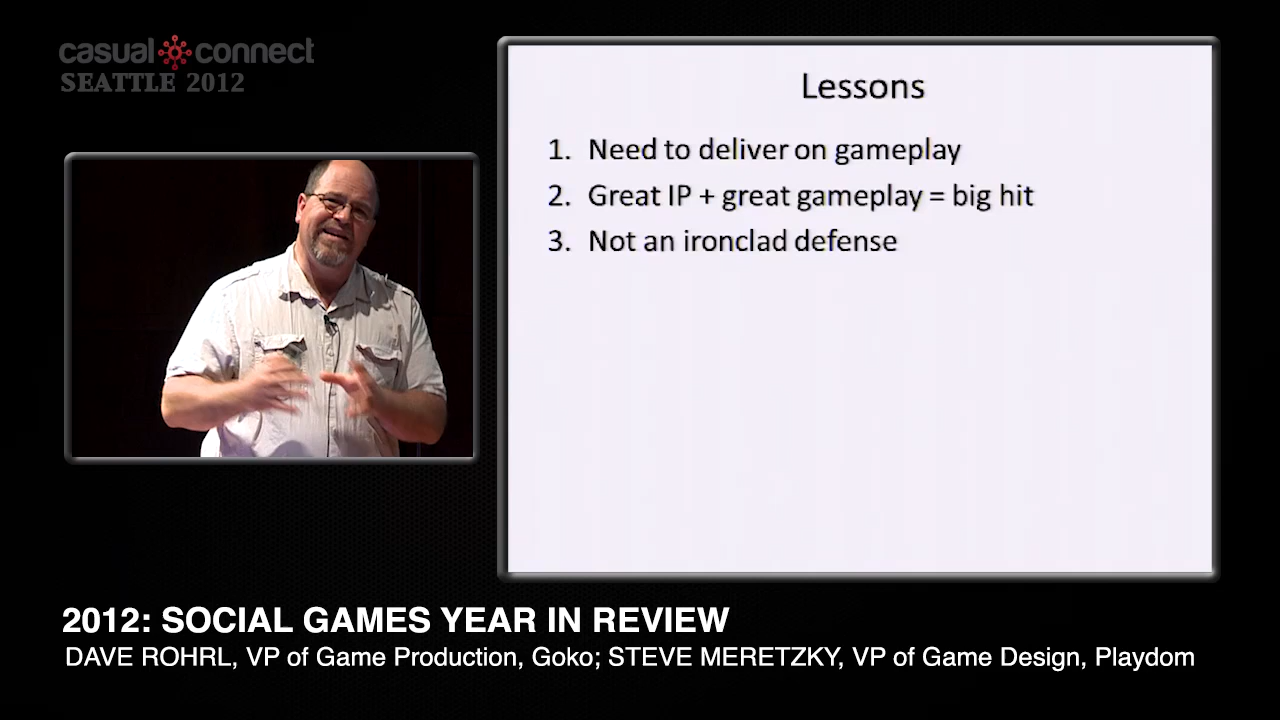 casual connect
SEATTLE 2012
Lessons
1. Need to deliver on gameplay
2. Great IP + great gameplay = big hit
3. Not an ironclad defense
2012: SOCIAL GAMES YEAR IN REVIEW
DAVE ROHRL, VP of Game Production, Goko; STEVE MERETZKY, VP of Game Design, Playdom